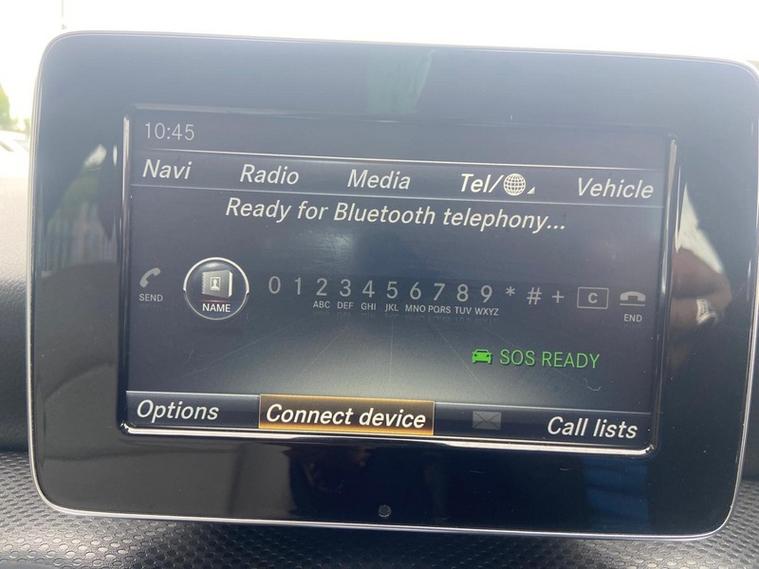 10:45
Navi Radio Media Tel/ Vehicle
Ready for Bluetooth telephony...
0 1 2 3 4 5 6 7 8 9 * # + C
SEND NAME ABC DEF GHI JKL MNO PQRS TUV WXYZ END
SOS READY
Options Connect device Call lists